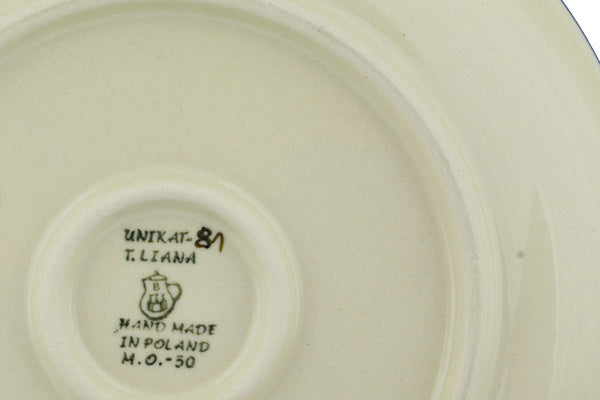 UNIKAT-81
T. LIANA
B
HAND MADE
IN POLAND
M.O.-50